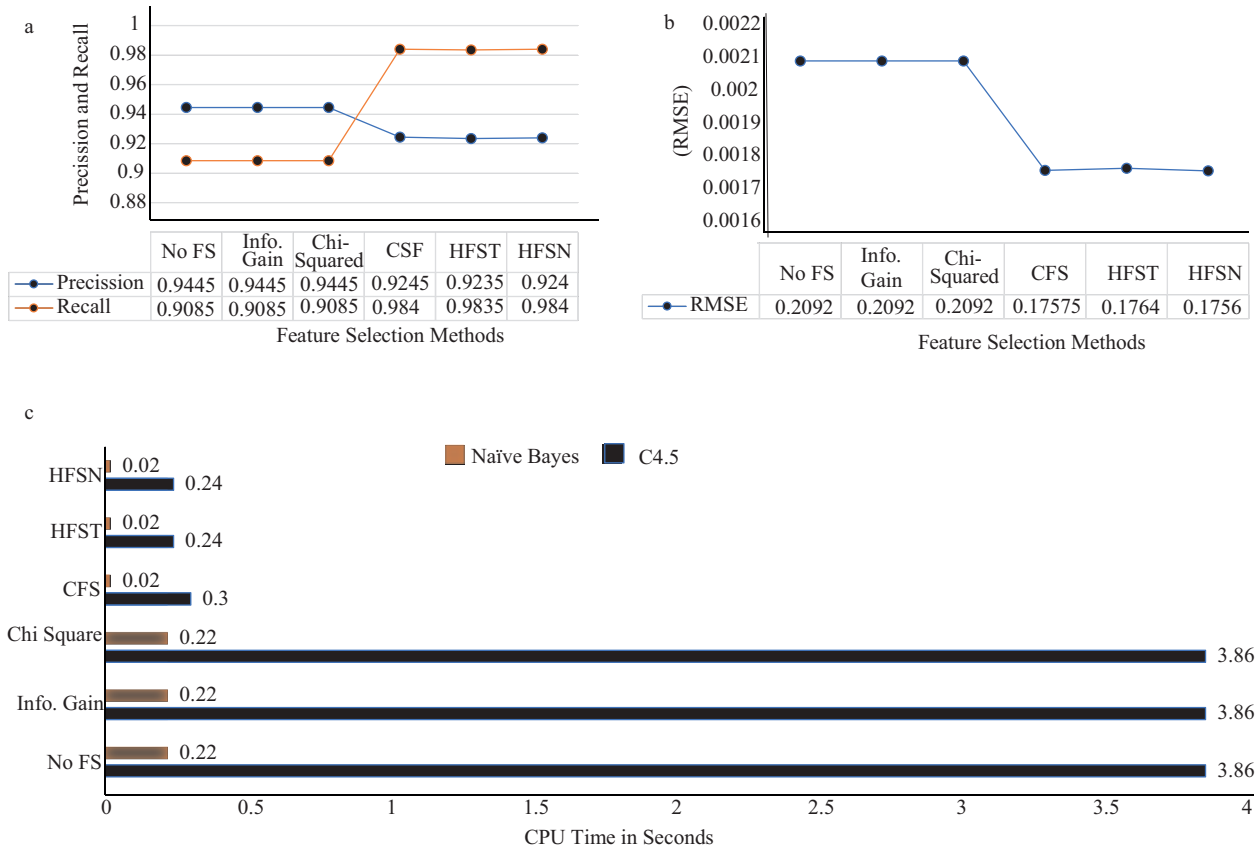 a
Precission and Recall
1
0.98
0.96
0.94
0.92
0.9
0.88
No FS Info. Gain Chi-Squared CSF HFST HFSN
Precission 0.9445 0.9445 0.9445 0.9245 0.9235 0.924
Recall 0.9085 0.9085 0.9085 0.984 0.9835 0.984
Feature Selection Methods
b
(RMSE)
0.0022
0.0021
0.002
0.0019
0.0018
0.0017
0.0016
No FS Info. Gain Chi-Squared CFS HFST HFSN
RMSE 0.2092 0.2092 0.2092 0.17575 0.1764 0.1756
Feature Selection Methods
c
Naïve Bayes C4.5
HFSN 0.02
0.24
HFST 0.02
0.24
CFS 0.02
0.3
Chi Square 0.22
3.86
Info. Gain 0.22
3.86
No FS 0.22
3.86
0 0.5 1 1.5 2 2.5 3 3.5 4
CPU Time in Seconds